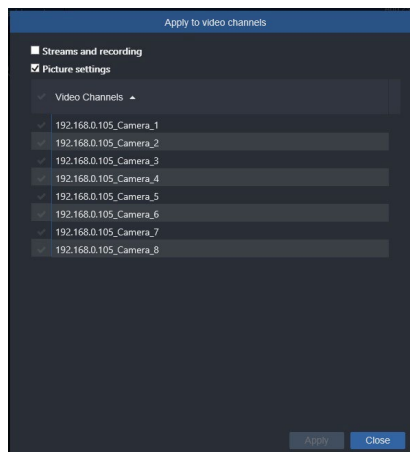 Apply to video channels
Streams and recording
Picture settings
Video Channels
192.168.0.105_Camera_1
192.168.0.105_Camera_2
192.168.0.105_Camera_3
192.168.0.105_Camera_4
192.168.0.105_Camera_5
192.168.0.105_Camera_6
192.168.0.105_Camera_7
192.168.0.105_Camera_8
Apply Close